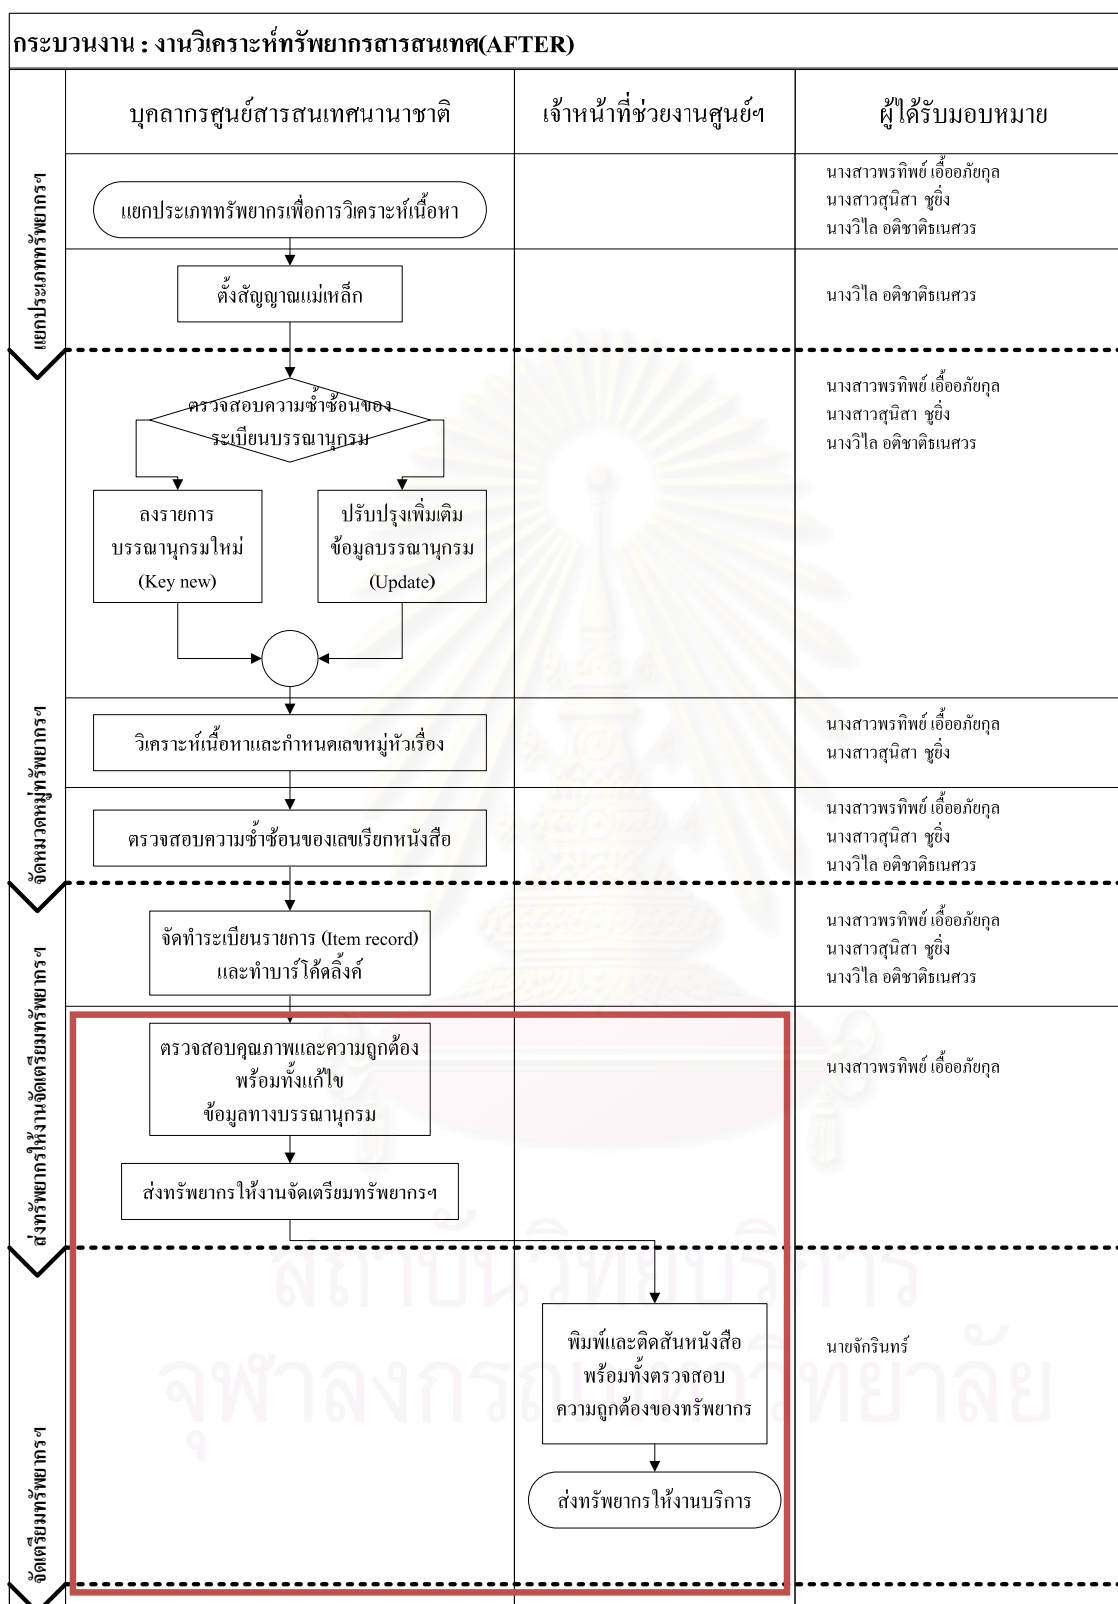 กระบวนงาน : งานวิเคราะห์ทรัพยากรสารสนเทศ(AFTER)
บุคลากรศูนย์สารสนเทศนานาชาติ
เจ้าหน้าที่ช่วยงานศูนย์ฯ
ผู้ได้รับมอบหมาย
แยกประเภททรัพยากรฯ
แยกประเภททรัพยากรเพื่อการวิเคราะห์เนื้อหา
นางสาวพรทิพย์ เอื้ออภัยกุล
นางสาวสุนิสา ชูยิ่ง
นางวิไล อติชาติธเนศวร
ตั้งสัญญาณแม่เหล็ก
นางวิไล อติชาติธเนศวร
จัดหมวดหมู่ทรัพยากรฯ
ตรวจสอบความซ้ำซ้อนของ
ระเบียนบรรณานุกรม
นางสาวพรทิพย์ เอื้ออภัยกุล
นางสาวสุนิสา ชูยิ่ง
นางวิไล อติชาติธเนศวร
ลงรายการ
บรรณานุกรมใหม่
(Key new)
ปรับปรุงเพิ่มเติม
ข้อมูลบรรณานุกรม
(Update)
วิเคราะห์เนื้อหาและกำหนดเลขหมู่หัวเรื่อง
นางสาวพรทิพย์ เอื้ออภัยกุล
นางสาวสุนิสา ชูยิ่ง
ตรวจสอบความซ้ำซ้อนของเลขเรียกหนังสือ
นางสาวพรทิพย์ เอื้ออภัยกุล
นางสาวสุนิสา ชูยิ่ง
นางวิไล อติชาติธเนศวร
ส่งทรัพยากรให้งานจัดเตรียมทรัพยากรฯ
จัดทำระเบียนรายการ (Item record)
และทำบาร์โค้ดลิ้งค์
นางสาวพรทิพย์ เอื้ออภัยกุล
นางสาวสุนิสา ชูยิ่ง
นางวิไล อติชาติธเนศวร
ตรวจสอบคุณภาพและความถูกต้อง
พร้อมทั้งแก้ไข
ข้อมูลทางบรรณานุกรม
นางสาวพรทิพย์ เอื้ออภัยกุล
ส่งทรัพยากรให้งานจัดเตรียมทรัพยากรฯ
สถาบันวิทยบริการ
จุฬาลงกรณ์มหาวิทยาลัย
จัดเตรียมทรัพยากรฯ
พิมพ์และติดสันหนังสือ
พร้อมทั้งตรวจสอบ
ความถูกต้องของทรัพยากร
นายจักรินทร์
ส่งทรัพยากรให้งานบริการ